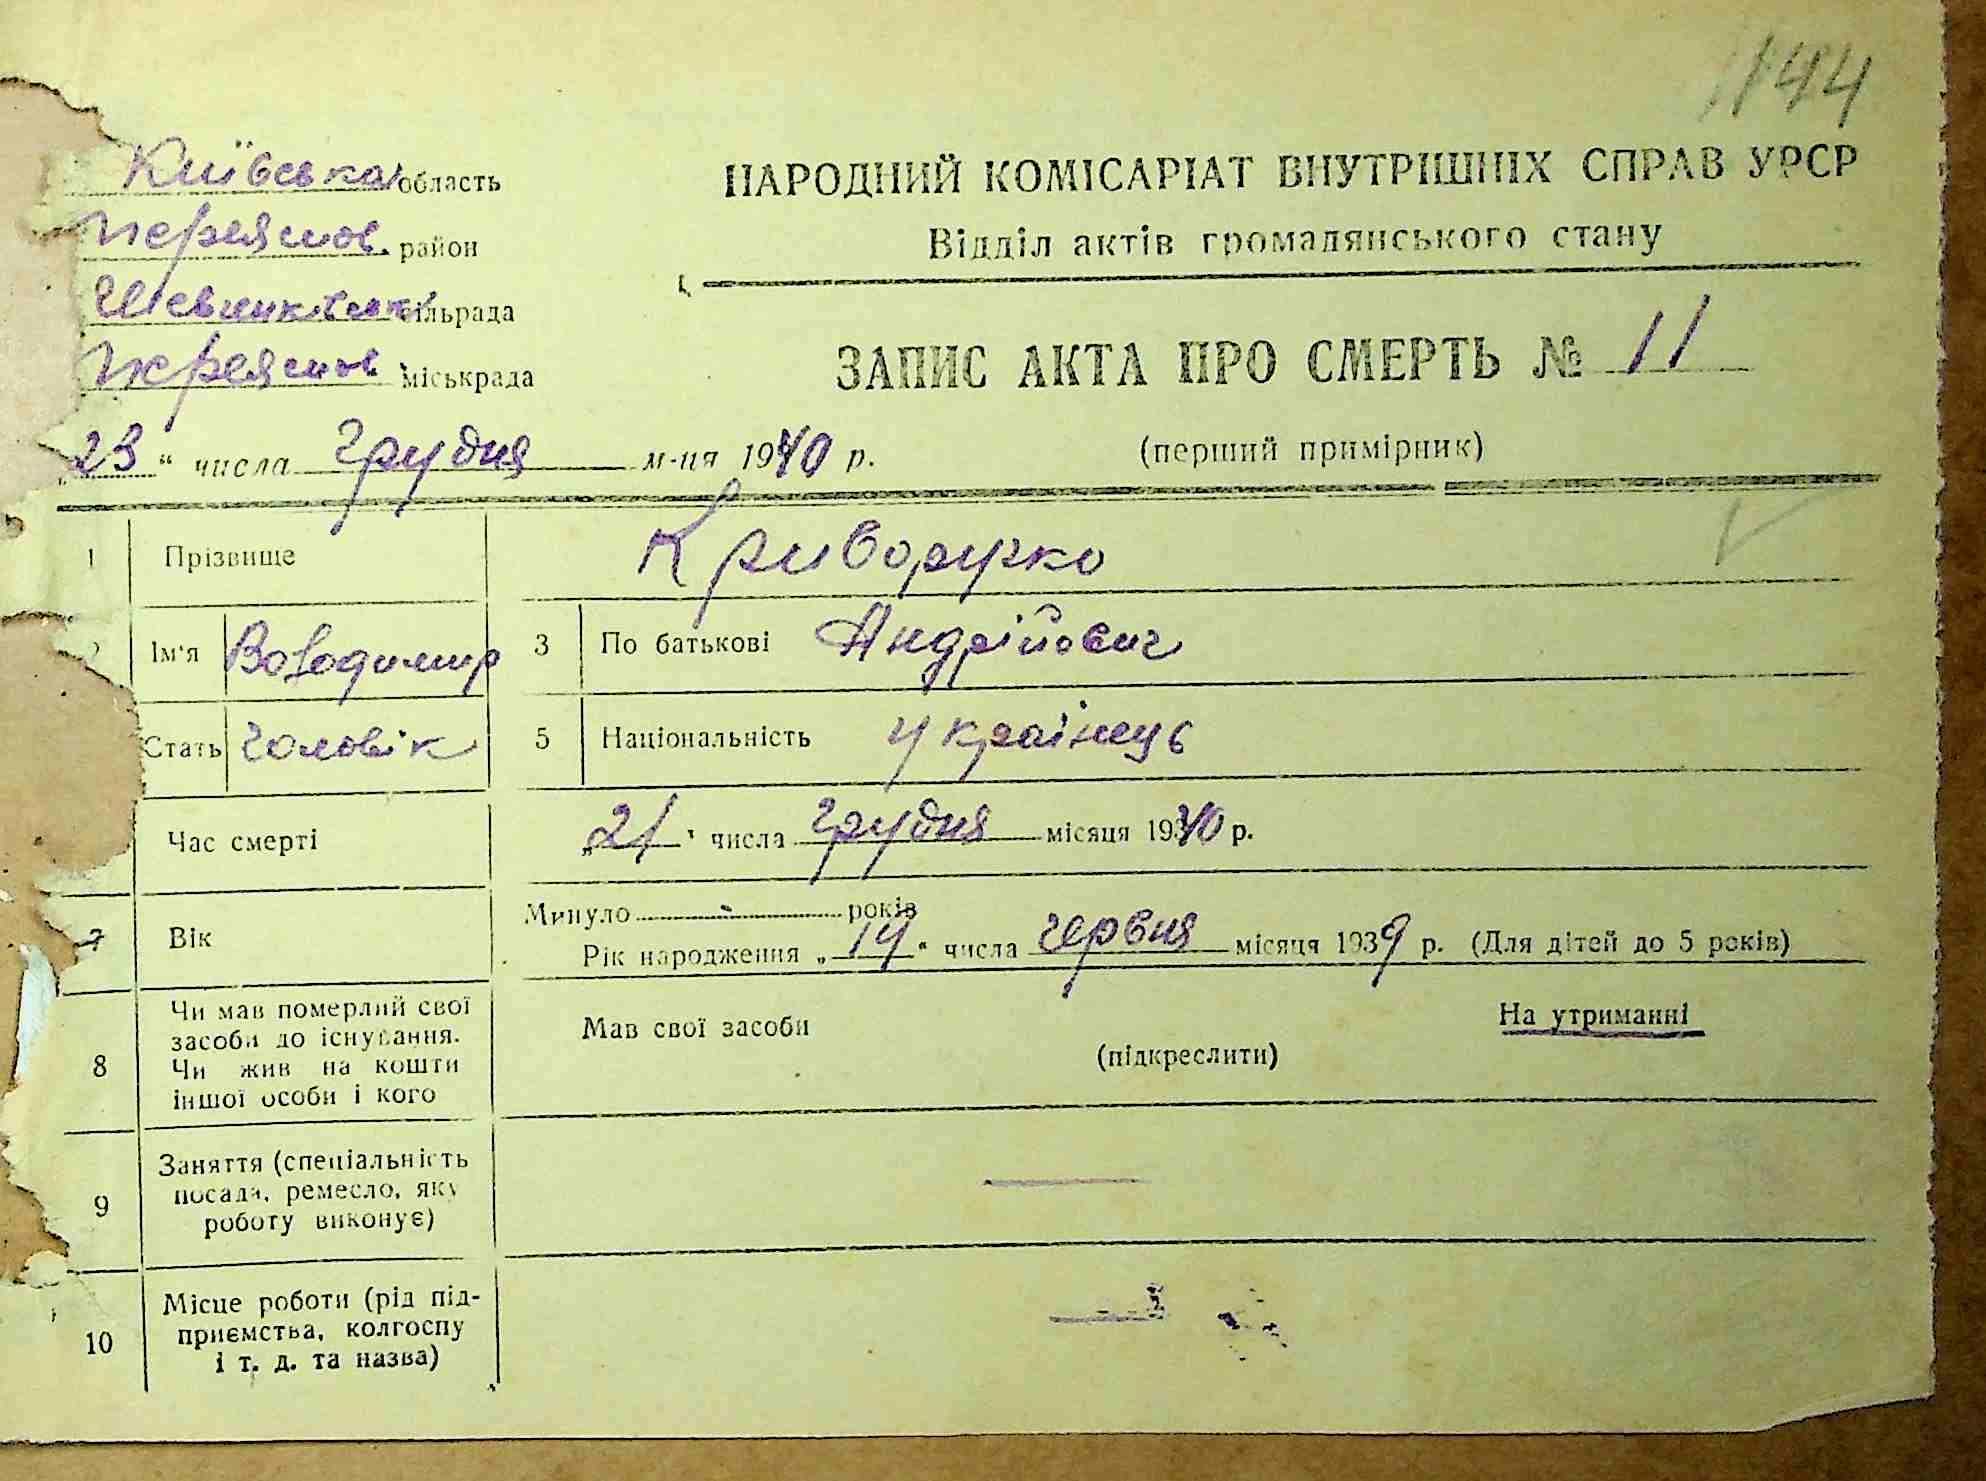 144
Київська область
Переяслов. район
сільрада
Переяслов. міськрада
НАРОДНИЙ КОМІСАРІАТ ВНУТРІШНІХ СПРАВ УРСР
Відділ актів громадянського стану
ЗАПИС АКТА ПРО СМЕРТЬ № 11
(перший примірник)
„23“ числа грудня м-ця 1940 р.
1 Прізвище Криворучко
2 Ім'я Володимир 3 По батькові Андрійович
Стать чоловік 5 Національність українець
Час смерті „21“ числа грудня місяця 1940 р.
7 Вік Минуло - років
Рік народження „14“ числа червня місяця 1939 р. (Для дітей до 5 років)
8 Чи мав померлий свої
засоби до існування.
Чи жив на кошти
іншої особи і кого
Мав свої засоби На утриманні
(підкреслити)
9 Заняття (спеціальність
посада, ремесло, яку
роботу виконує)
—
10 Місце роботи (рід під-
приємства, колгоспу
і т. д. та назва)
—